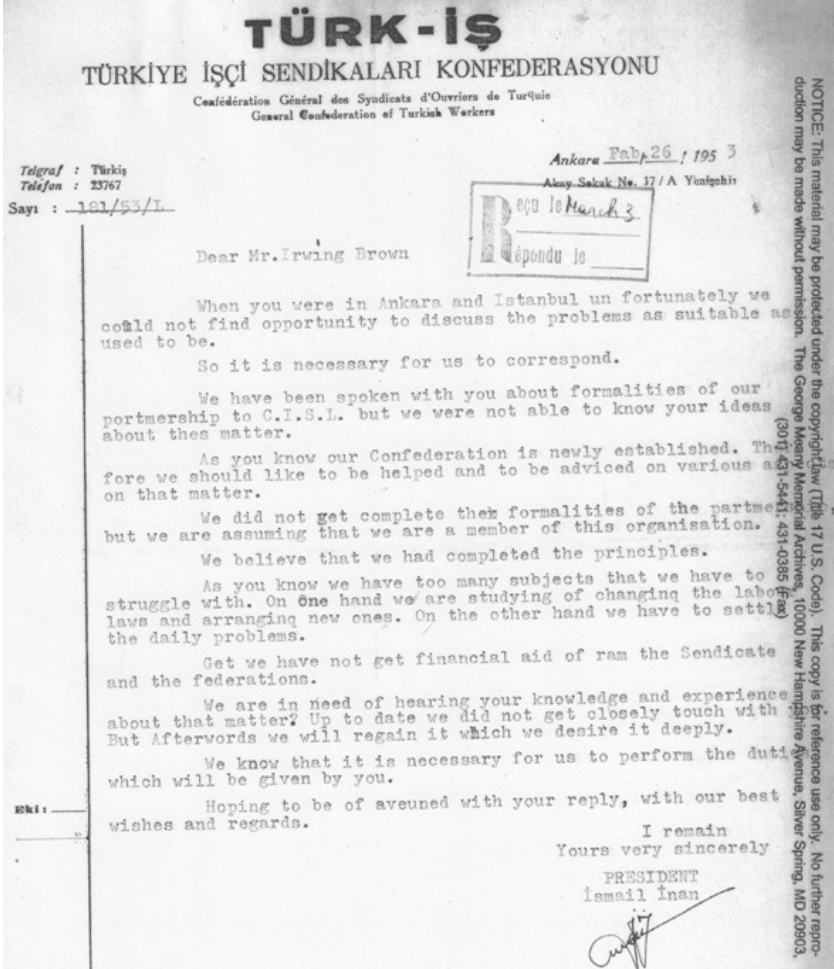 TÜRK-İŞ
TÜRKİYE İŞÇİ SENDİKALARI KONFEDERASYONU
Confédération Général des Syndicats d'Ouvriers de Turquie
General Confederation of Turkish Workers
Ankara Fab. 26 / 195 3
Akay Sokak No. 17/A Yenişehir
Telgraf : Türkiş
Telefon : 23767
Sayı : 181/53/L
Reçu le March 3
Répondu le
Dear Mr.Irwing Brown
When you were in Ankara and Istanbul un fortunately we
could not find opportunity to discuss the problems as suitable as
used to be.
So it is necessary for us to correspond.
We have been spoken with you about formalities of our
portmership to C.I.S.L. but we were not able to know your ideas
about thes matter.
As you know our Confederation is newly established. Th
fore we should like to be helped and to be adviced on various a
on that matter.
We did not get complete the formalities of the partme
but we are assuming that we are a member of this organisation.
We believe that we had completed the principles.
As you know we have too many subjects that we have to
struggle with. On one hand we are studying of changinq the labo
laws and arranginq new ones. On the other hand we have to settl
the daily problems.
Get we have not get financial aid of ram the Sendicate
and the federations.
We are in need of hearing your knowledge and experience
about that matter? Up to date we did not get closely touch with
But Afterwords we will regain it which we desire it deeply.
We know that it is necessary for us to perform the duti
which will be given by you.
Hoping to be of aveuned with your reply, with our best
wishes and regards.
I remain
Yours very sincerely
PRESIDENT
İsmail İnan
Eki :
NOTICE: This material may be protected under the copyright law (Title 17 U.S. Code). This copy is for reference use only. No further repro-
duction may be made without permission. The George Meany Memorial Archives, 10000 New Hampshire Avenue, Silver Spring, MD 20903,
(301) 431-5441; 431-0385 (Fax)